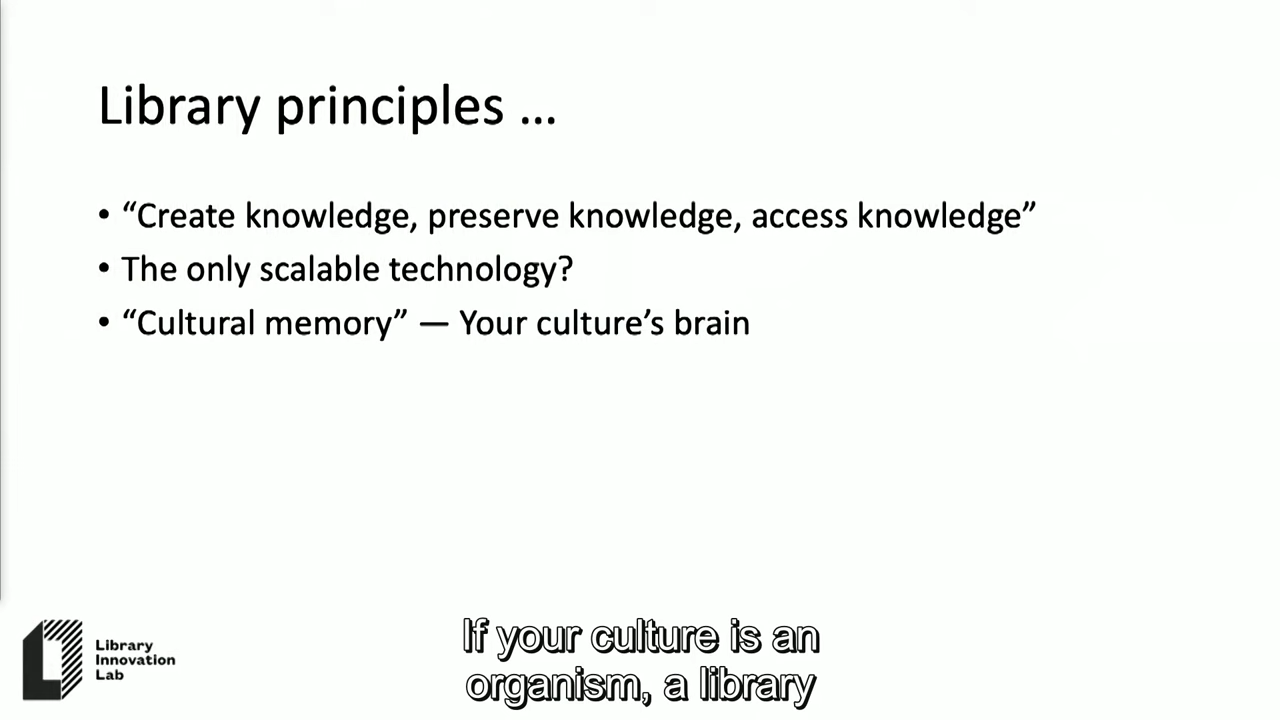 Library principles ...
• “Create knowledge, preserve knowledge, access knowledge”
• The only scalable technology?
• “Cultural memory” — Your culture’s brain
Library
Innovation
Lab
If your culture is an
organism, a library